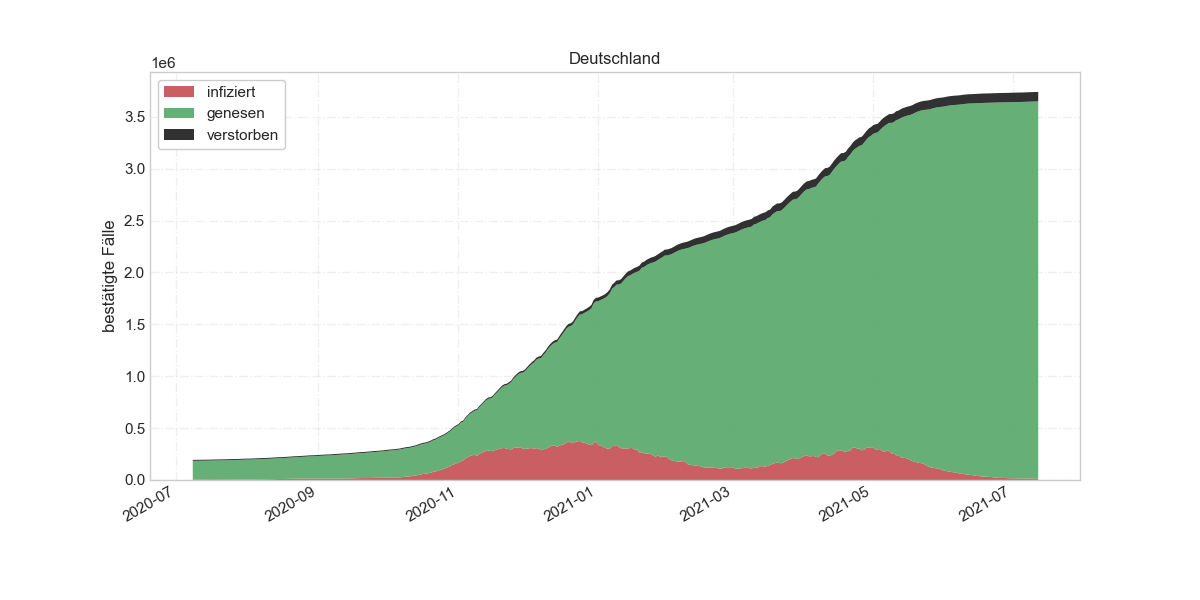 Deutschland
1e6
infiziert
genesen
verstorben
bestätigte Fälle
3.5
3.0
2.5
2.0
1.5
1.0
0.5
0.0
2020-07
2020-09
2020-11
2021-01
2021-03
2021-05
2021-07